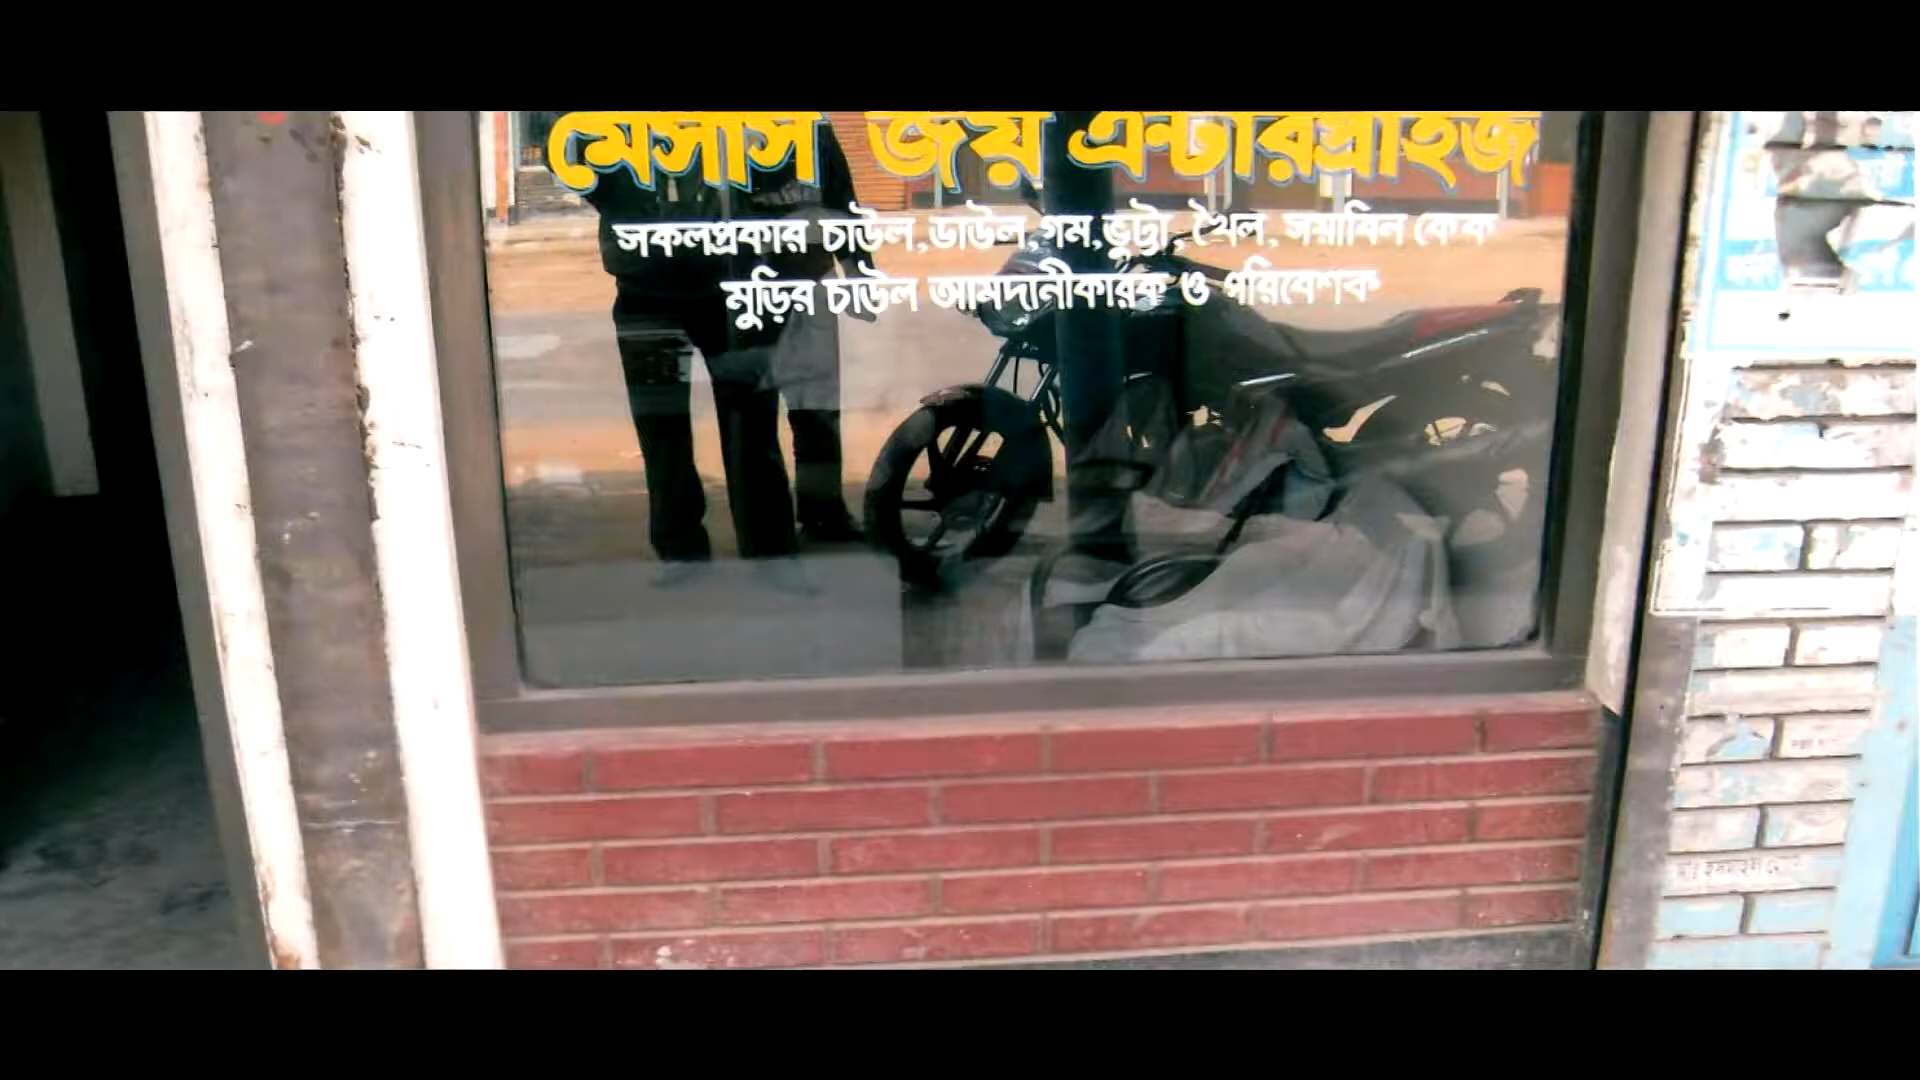 মেসার্স জয় এন্টারপ্রাইজ
সকলপ্রকার চাউল,ডাউল,গম,ভুট্টা, খৈল, সয়াবিন কেক
মুড়ির চাউল আমদানীকারক ও পরিবেশক